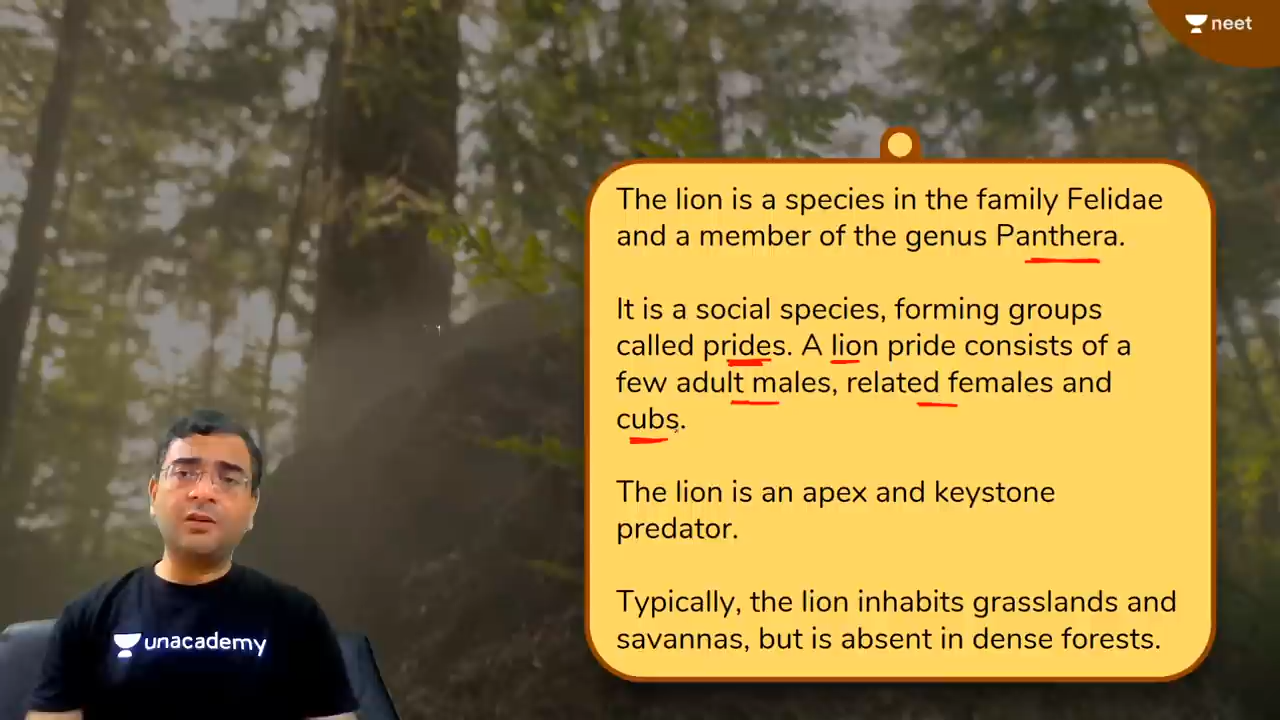 neet
The lion is a species in the family Felidae
and a member of the genus Panthera.
It is a social species, forming groups
called prides. A lion pride consists of a
few adult males, related females and
cubs.
The lion is an apex and keystone
predator.
Typically, the lion inhabits grasslands and
savannas, but is absent in dense forests.
unacademy